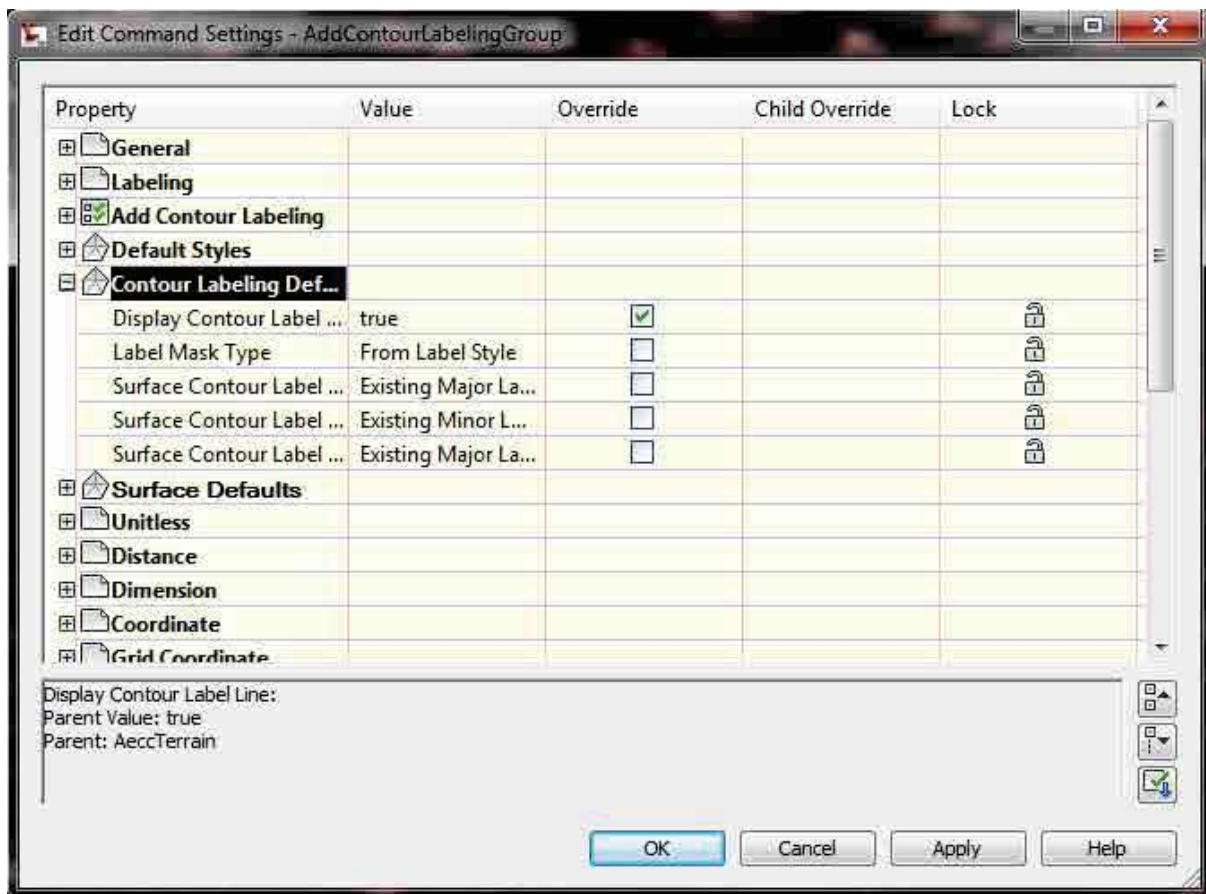 Edit Command Settings - AddContourLabelingGroup
Property Value Override Child Override Lock
General
Labeling
Add Contour Labeling
Default Styles
Contour Labeling Def...
Display Contour Label ... true
Label Mask Type From Label Style
Surface Contour Label ... Existing Major La...
Surface Contour Label ... Existing Minor L...
Surface Contour Label ... Existing Major La...
Surface Defaults
Unitless
Distance
Dimension
Coordinate
Grid Coordinate
Display Contour Label Line:
Parent Value: true
Parent: AeccTerrain
OK Cancel Apply Help